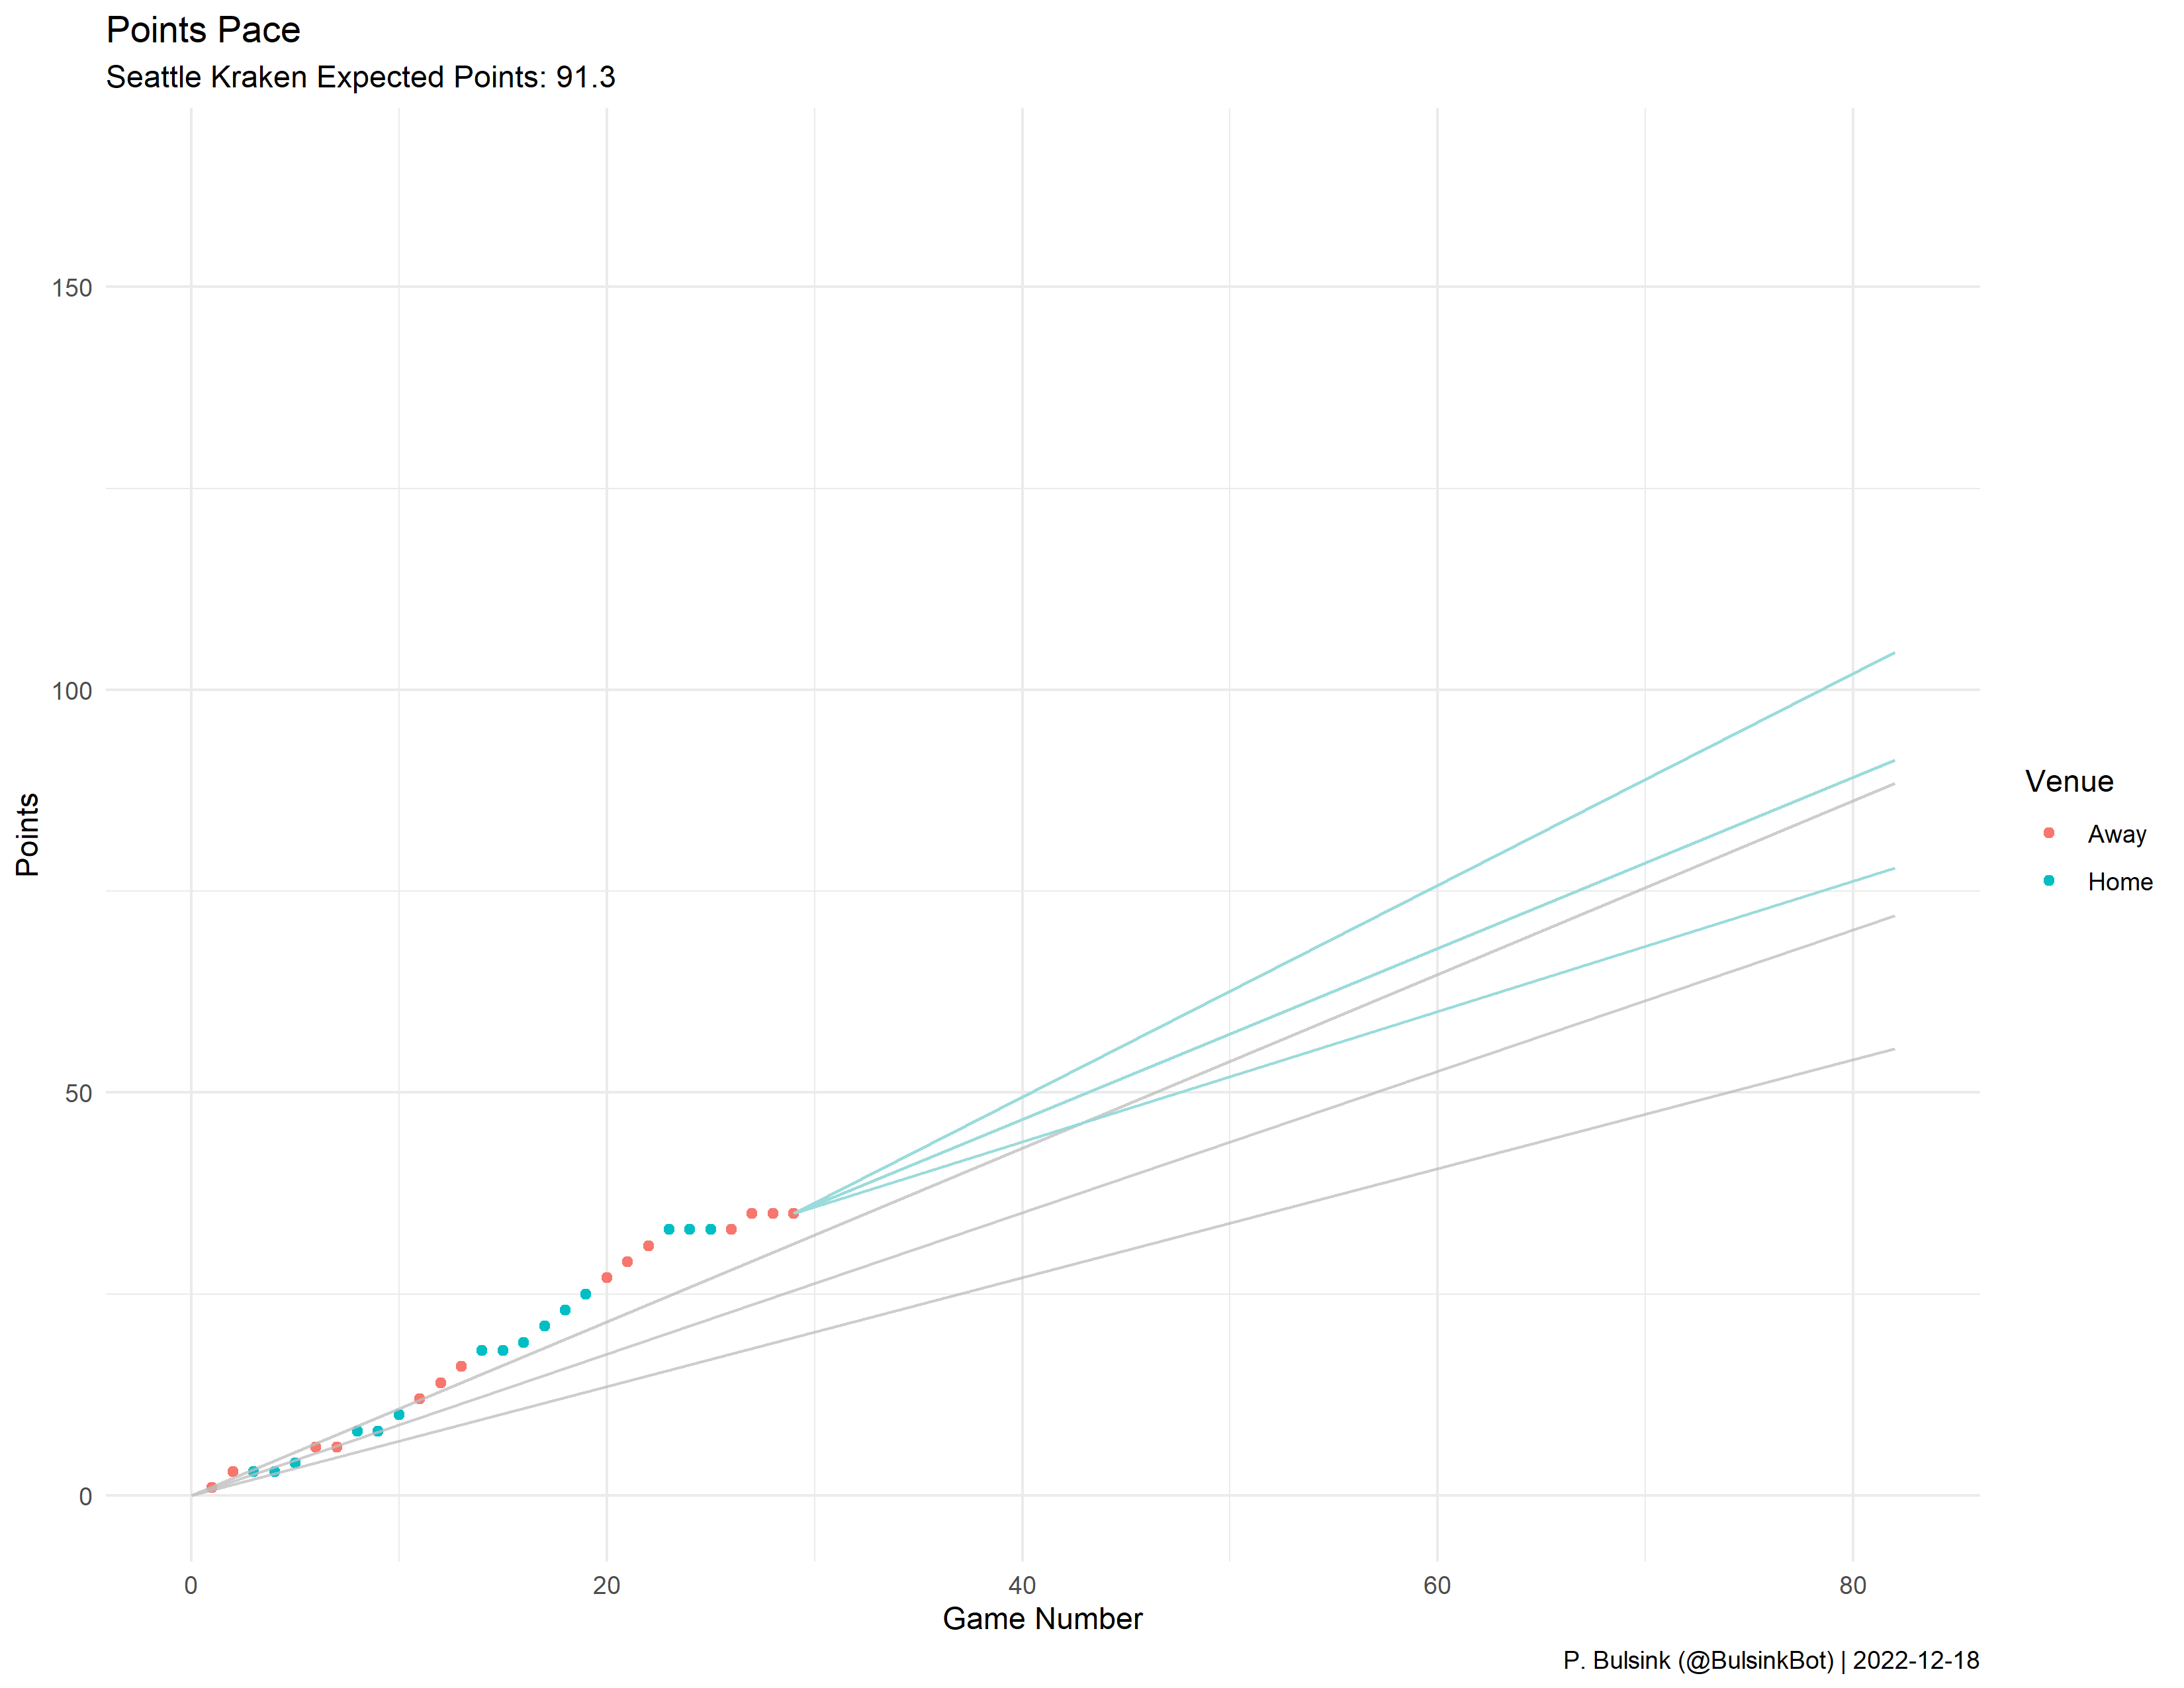 Points Pace
Seattle Kraken Expected Points: 91.3
150
100
50
0
Points
0 20 40 60 80
Game Number
Venue
Away
Home
P. Bulsink (@BulsinkBot) | 2022-12-18